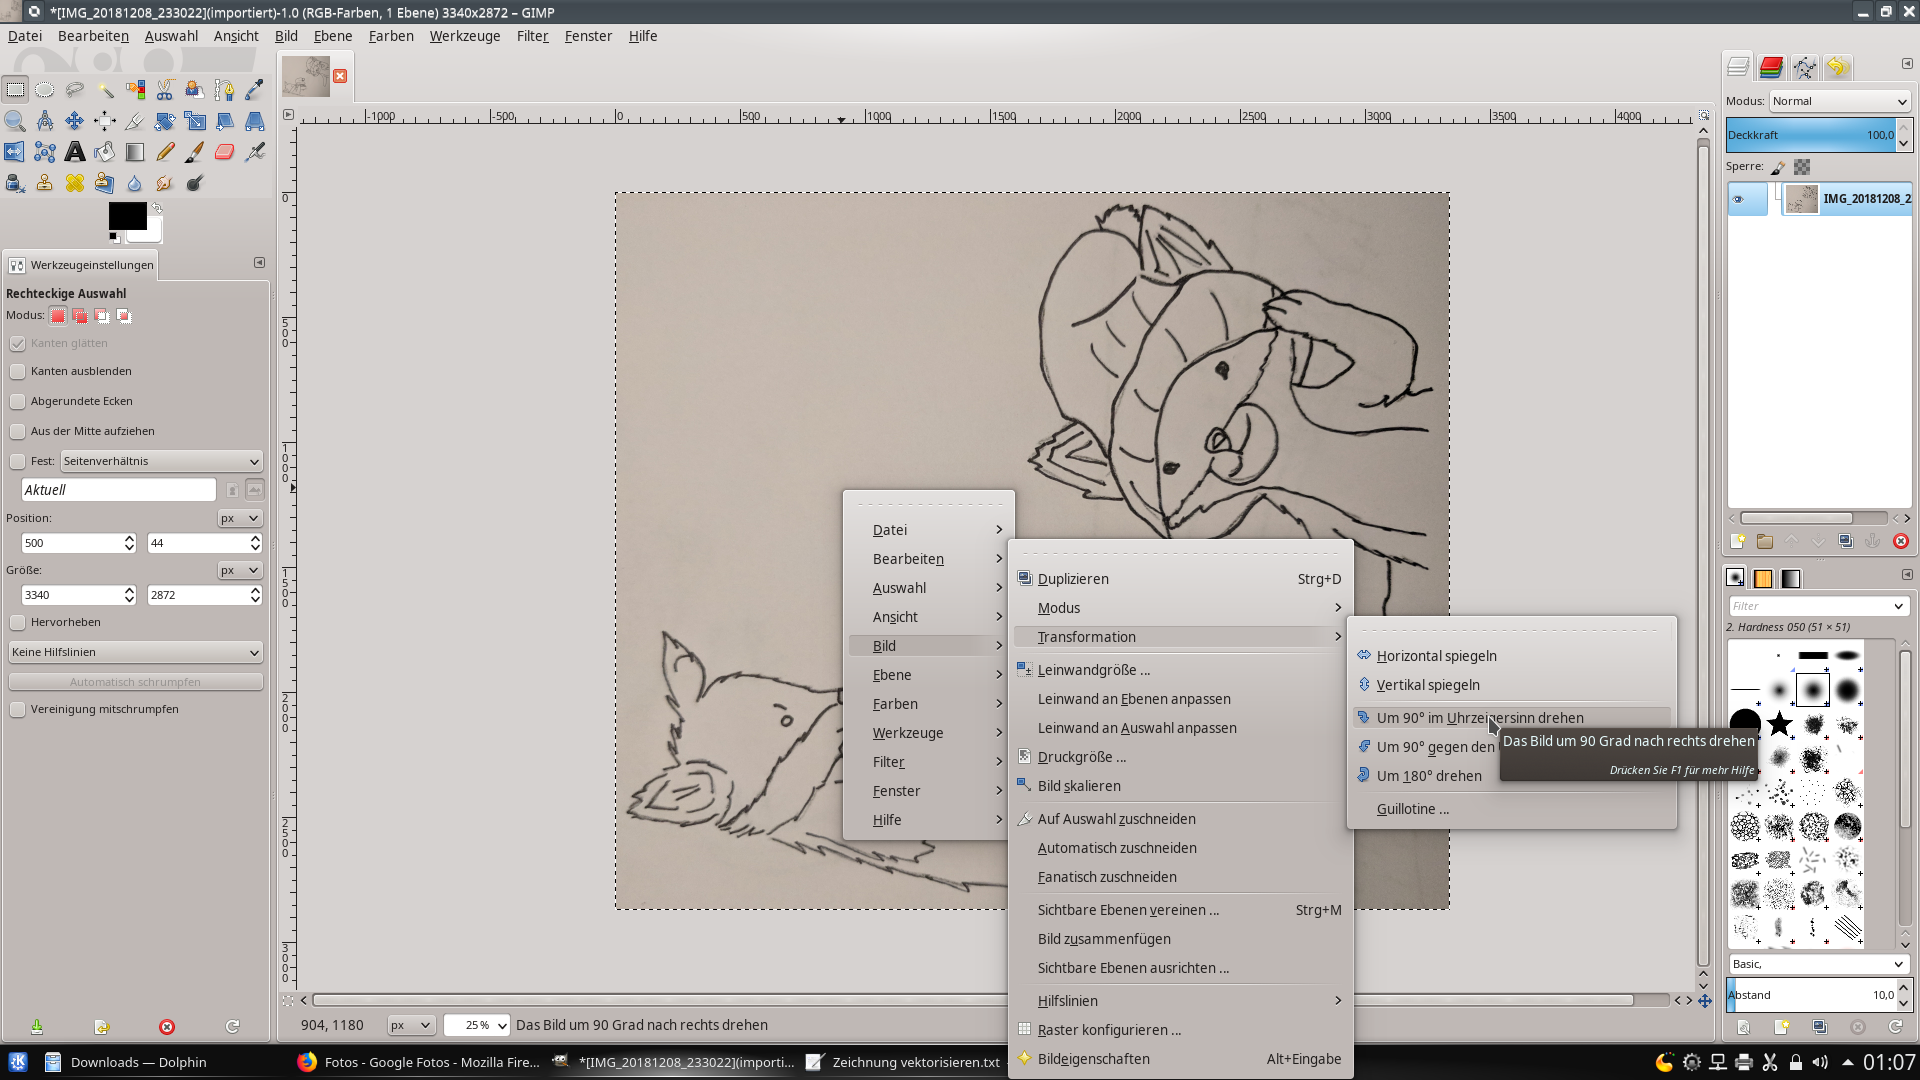 *[IMG_20181208_233022](importiert)-1.0 (RGB-Farben, 1 Ebene) 3340x2872 – GIMP
Datei Bearbeiten Auswahl Ansicht Bild Ebene Farben Werkzeuge Filter Fenster Hilfe
-1000 -500 0 500 1000 1500 2000 2500 3000 3500 4000
0
500
1000
1500
2000
2500
3000
Werkzeugeinstellungen
Rechteckige Auswahl
Modus:
Kanten glätten
Kanten ausblenden
Abgerundete Ecken
Aus der Mitte aufziehen
Fest: Seitenverhältnis
Aktuell
Position: px
500 44
Größe: px
3340 2872
Hervorheben
Keine Hilfslinien
Automatisch schrumpfen
Vereinigung mitschrumpfen
Datei
Bearbeiten
Auswahl
Ansicht
Bild
Ebene
Farben
Werkzeuge
Filter
Fenster
Hilfe
Duplizieren Strg+D
Modus
Transformation
Leinwandgröße ...
Leinwand an Ebenen anpassen
Leinwand an Auswahl anpassen
Druckgröße ...
Bild skalieren
Auf Auswahl zuschneiden
Automatisch zuschneiden
Fanatisch zuschneiden
Sichtbare Ebenen vereinen ... Strg+M
Bild zusammenfügen
Sichtbare Ebenen ausrichten ...
Hilfslinien
Raster konfigurieren ...
Bildeigenschaften Alt+Eingabe
Horizontal spiegeln
Vertikal spiegeln
Um 90° im Uhrzeigersinn drehen
Um 90° gegen den
Um 180° drehen
Guillotine ...
Das Bild um 90 Grad nach rechts drehen
Drücken Sie F1 für mehr Hilfe
Modus: Normal
Deckkraft 100,0
Sperre:
IMG_20181208_2
Filter
2. Hardness 050 (51 × 51)
Basic,
Abstand 10,0
904, 1180 px 25 % Das Bild um 90 Grad nach rechts drehen
Downloads — Dolphin
Fotos - Google Fotos - Mozilla Fire...
*[IMG_20181208_233022](importi...
Zeichnung vektorisieren.txt
01:07